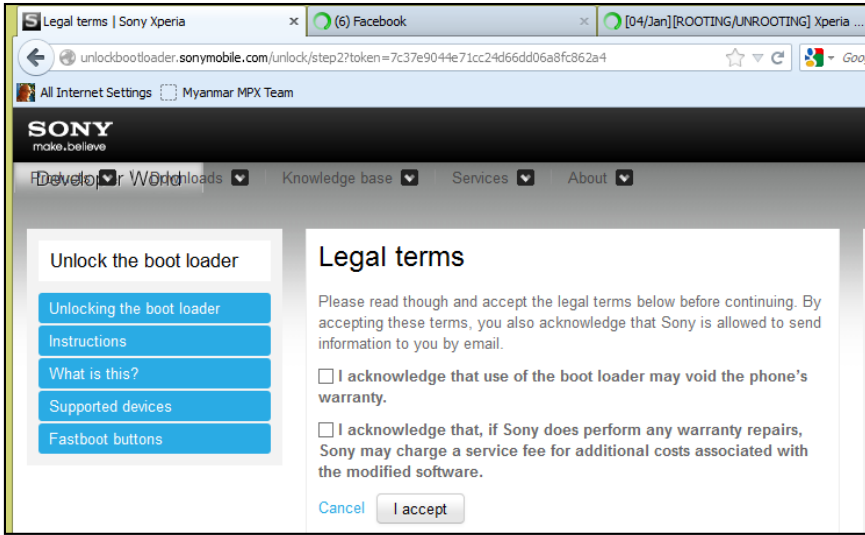 S Legal terms | Sony Xperia × (6) Facebook × [04/Jan][ROOTING/UNROOTING] Xperia ...
unlockbootloader.sonymobile.com/unlock/step2?token=7c37e9044e71cc24d66dd06a8fc862a4 Goo
All Internet Settings Myanmar MPX Team
SONY
make.believe
Products Downloads Knowledge base Services About
Developer World
Unlock the boot loader
Unlocking the boot loader
Instructions
What is this?
Supported devices
Fastboot buttons
Legal terms
Please read though and accept the legal terms below before continuing. By
accepting these terms, you also acknowledge that Sony is allowed to send
information to you by email.
I acknowledge that use of the boot loader may void the phone's
warranty.
I acknowledge that, if Sony does perform any warranty repairs,
Sony may charge a service fee for additional costs associated with
the modified software.
Cancel I accept